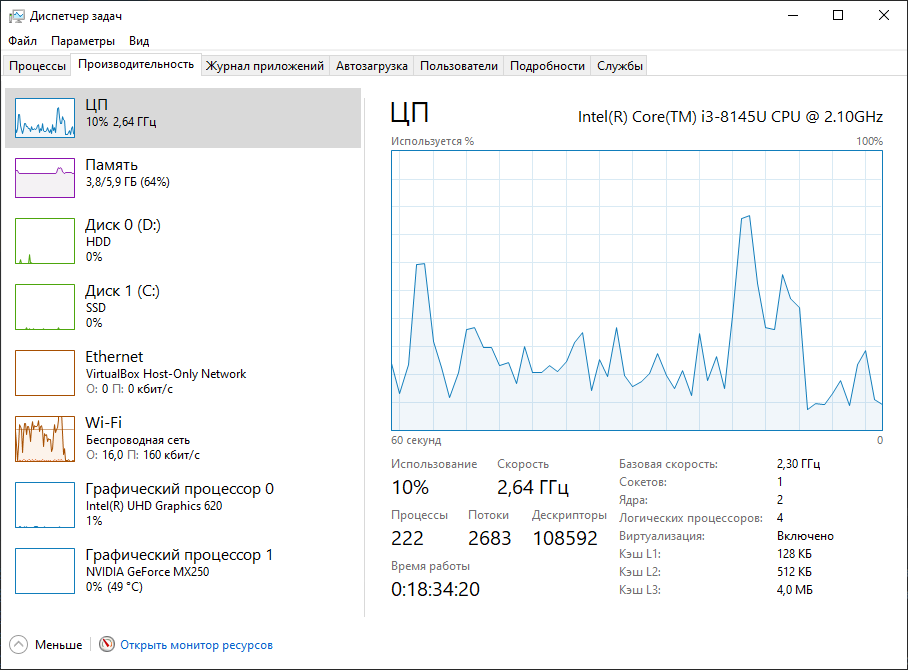 Диспетчер задач
Файл Параметры Вид
Процессы Производительность Журнал приложений Автозагрузка Пользователи Подробности Службы
ЦП
10% 2,64 ГГц
Память
3,8/5,9 ГБ (64%)
Диск 0 (D:)
HDD
0%
Диск 1 (C:)
SSD
0%
Ethernet
VirtualBox Host-Only Network
О: 0 П: 0 кбит/с
Wi-Fi
Беспроводная сеть
О: 16,0 П: 160 кбит/с
Графический процессор 0
Intel(R) UHD Graphics 620
1%
Графический процессор 1
NVIDIA GeForce MX250
0% (49 °C)
ЦП Intel(R) Core(TM) i3-8145U CPU @ 2.10GHz
Используется % 100%
60 секунд 0
Использование Скорость
10% 2,64 ГГц
Процессы Потоки Дескрипторы
222 2683 108592
Время работы
0:18:34:20
Базовая скорость: 2,30 ГГц
Сокетов: 1
Ядра: 2
Логических процессоров: 4
Виртуализация: Включено
Кэш L1: 128 КБ
Кэш L2: 512 КБ
Кэш L3: 4,0 МБ
Меньше Открыть монитор ресурсов